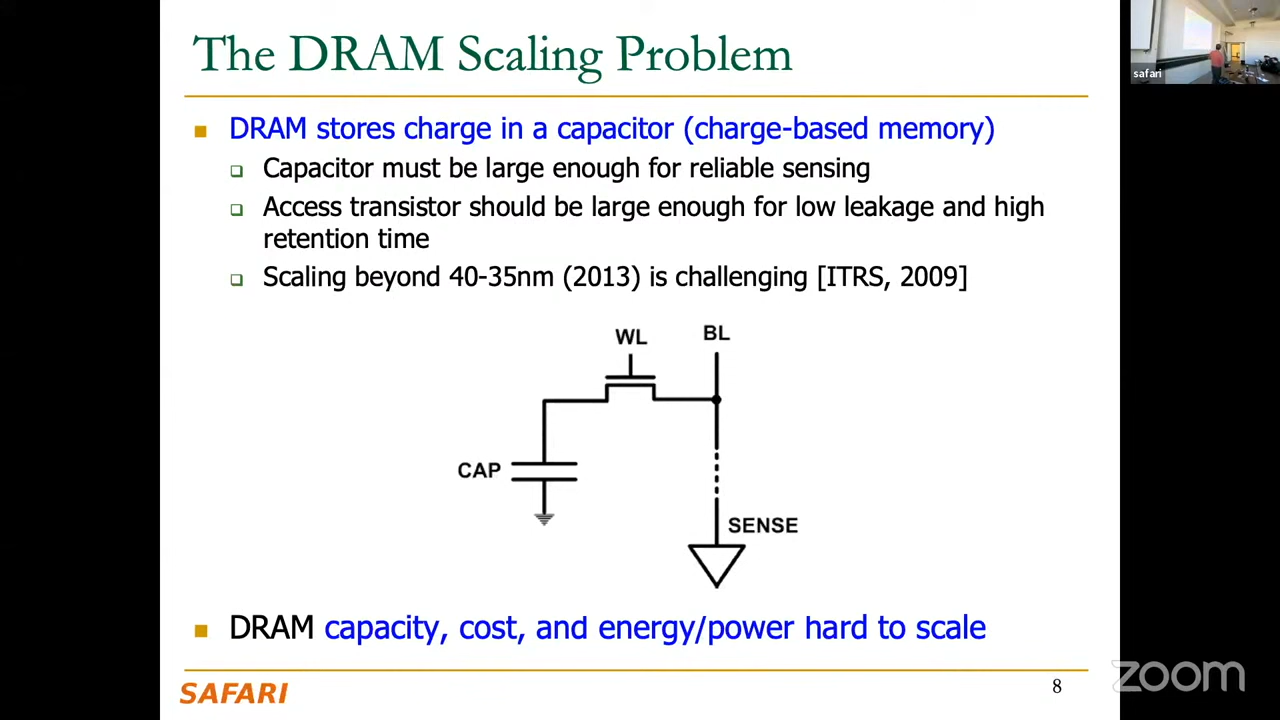 The DRAM Scaling Problem
safari
DRAM stores charge in a capacitor (charge-based memory)
Capacitor must be large enough for reliable sensing
Access transistor should be large enough for low leakage and high
retention time
Scaling beyond 40-35nm (2013) is challenging [ITRS, 2009]
WL
BL
CAP
SENSE
DRAM capacity, cost, and energy/power hard to scale
SAFARI
8
zoom